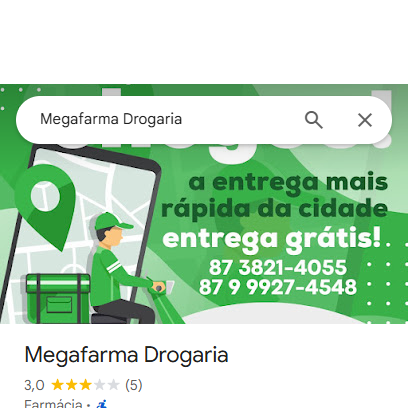 Megafarma Drogaria
a entrega mais
rápida da cidade
entrega grátis!
87 3821-4055
87 9 9927-4548
Megafarma Drogaria
3,0 (5)
Farmácia ·